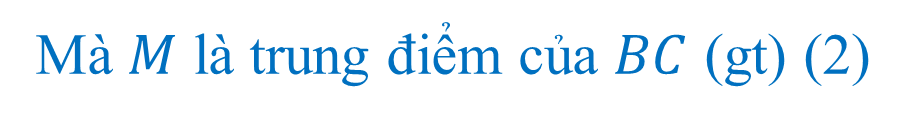 Mà M là trung điểm của BC (gt) (2)